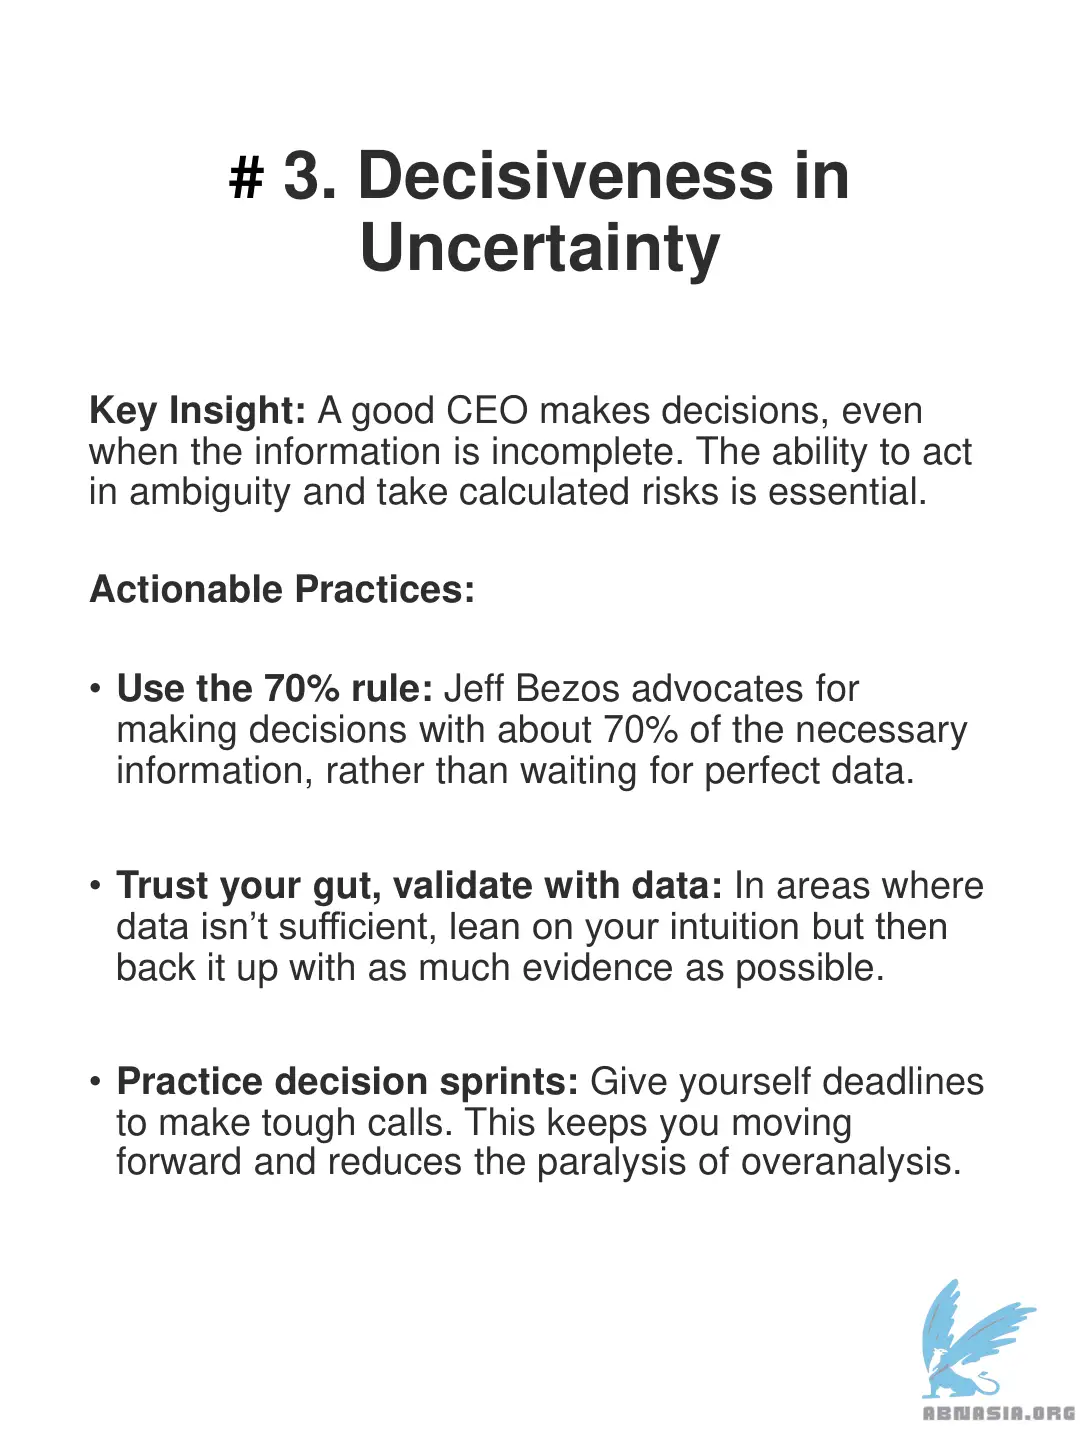 # 3. Decisiveness in
Uncertainty
Key Insight: A good CEO makes decisions, even
when the information is incomplete. The ability to act
in ambiguity and take calculated risks is essential.
Actionable Practices:
• Use the 70% rule: Jeff Bezos advocates for
making decisions with about 70% of the necessary
information, rather than waiting for perfect data.
• Trust your gut, validate with data: In areas where
data isn’t sufficient, lean on your intuition but then
back it up with as much evidence as possible.
• Practice decision sprints: Give yourself deadlines
to make tough calls. This keeps you moving
forward and reduces the paralysis of overanalysis.
ABNASIA.ORG